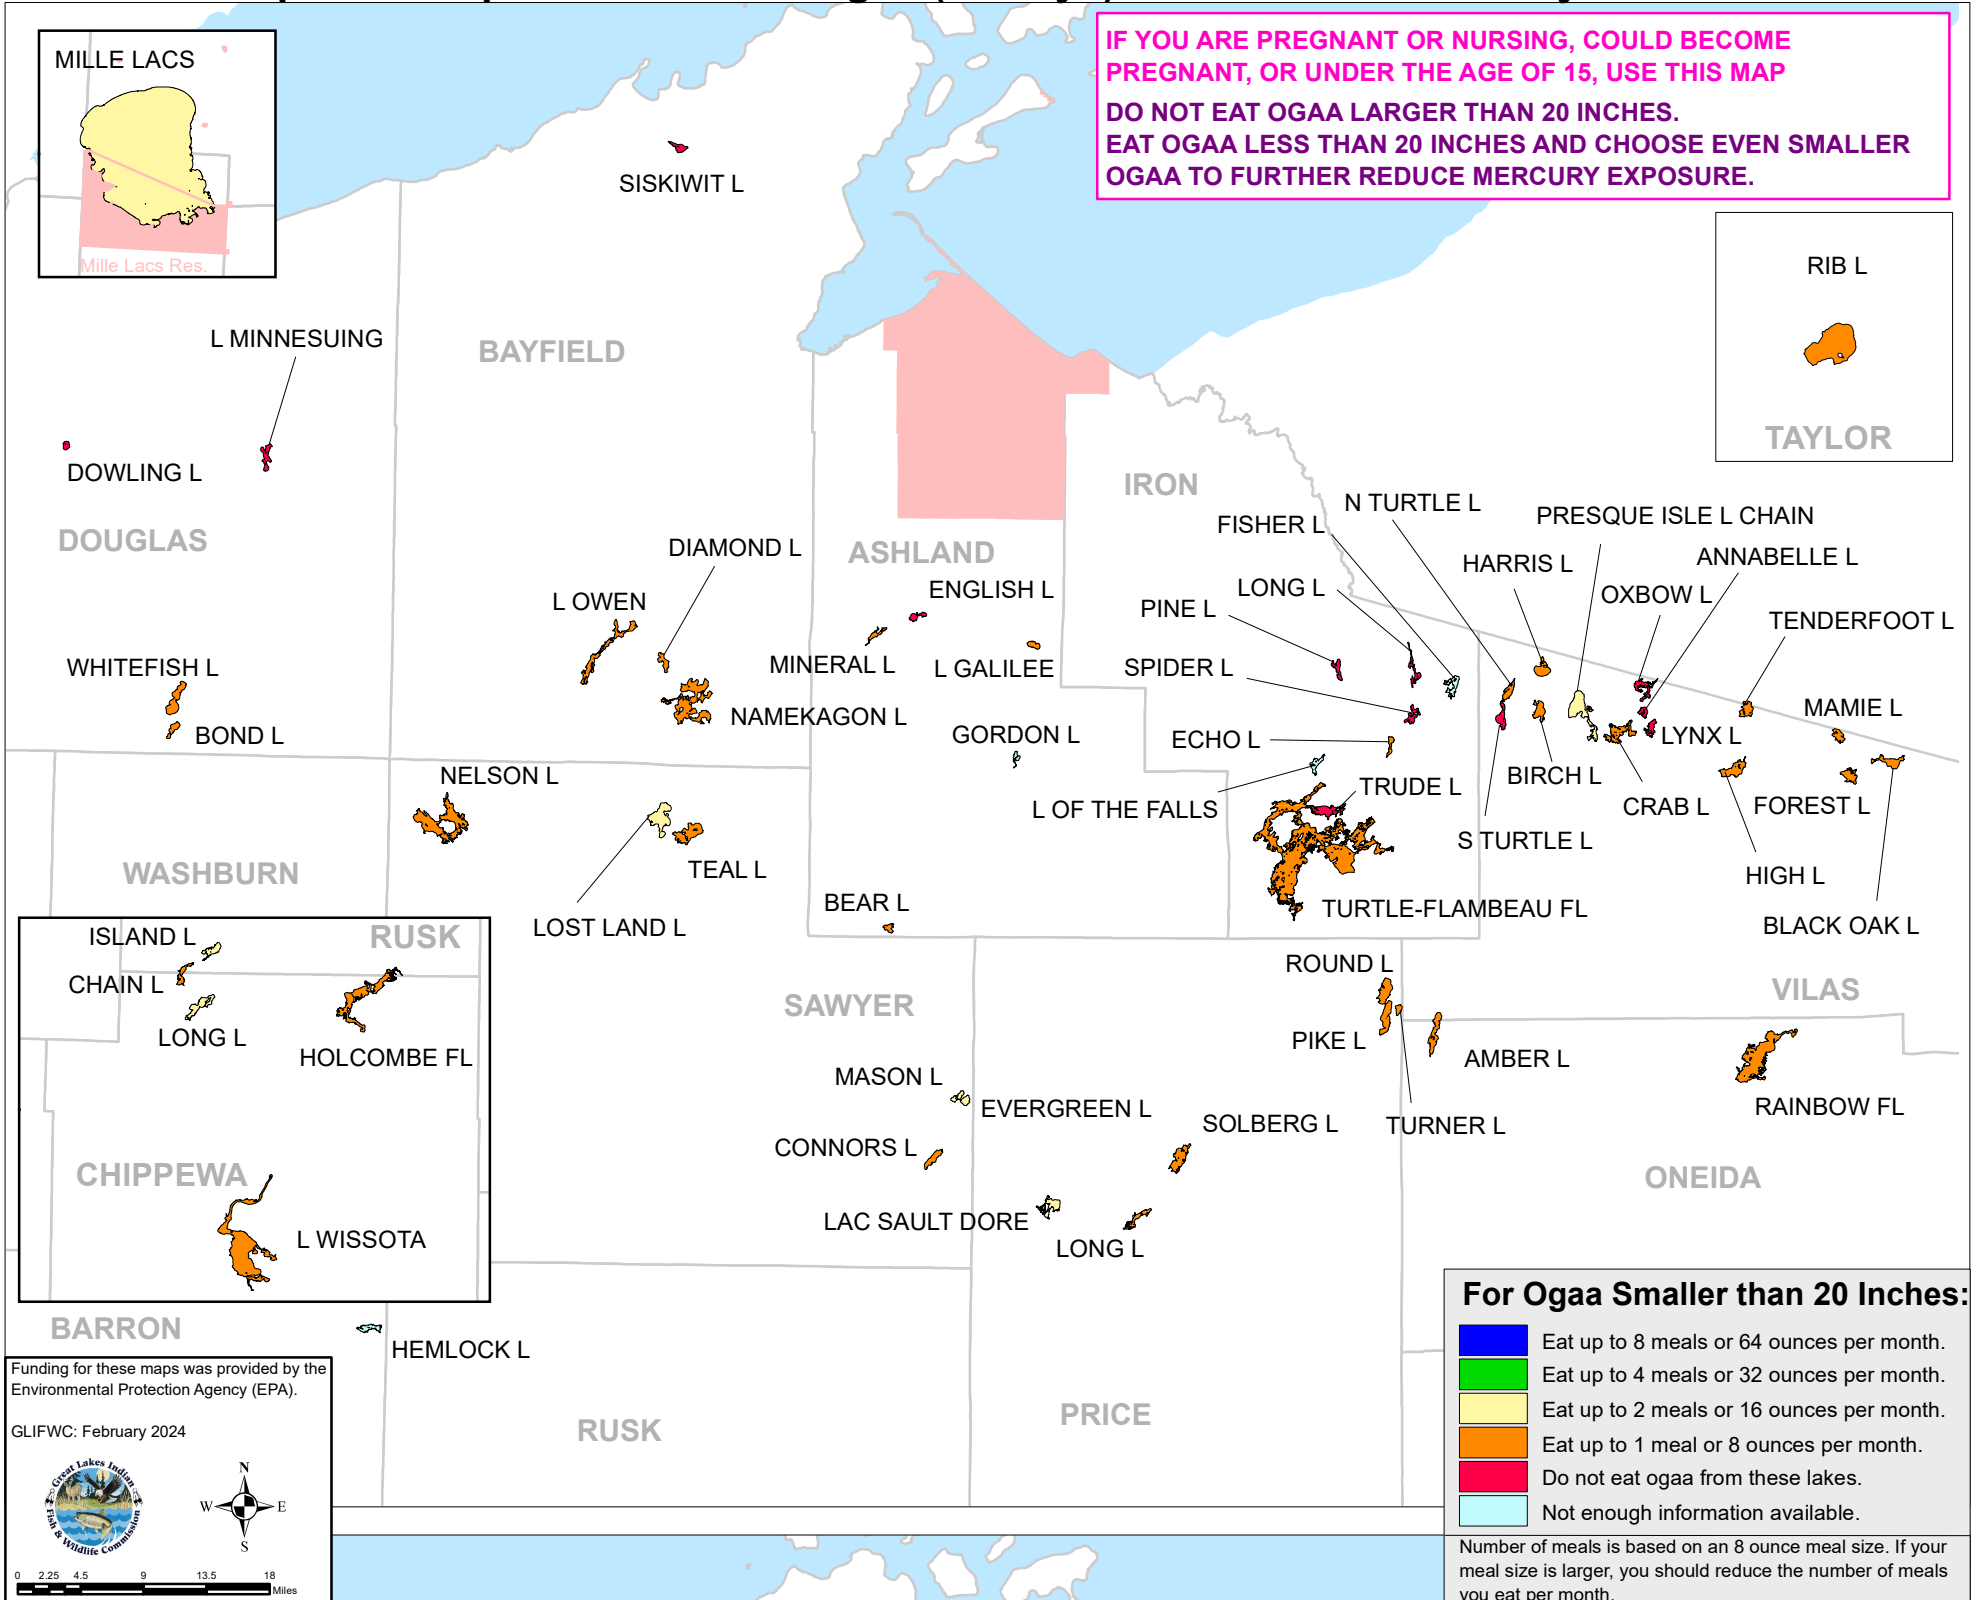 MILLE LACS
Mille Lacs Res.
IF YOU ARE PREGNANT OR NURSING, COULD BECOME
PREGNANT, OR UNDER THE AGE OF 15, USE THIS MAP
DO NOT EAT OGAA LARGER THAN 20 INCHES.
EAT OGAA LESS THAN 20 INCHES AND CHOOSE EVEN SMALLER
OGAA TO FURTHER REDUCE MERCURY EXPOSURE.
SISKIWIT L
RIB L
TAYLOR
L MINNESUING
BAYFIELD
DOWLING L
DOUGLAS
IRON
N TURTLE L
FISHER L
PRESQUE ISLE L CHAIN
HARRIS L
ANNABELLE L
OXBOW L
TENDERFOOT L
DIAMOND L
ASHLAND
ENGLISH L
LONG L
L OWEN
PINE L
WHITEFISH L
MINERAL L
L GALILEE
SPIDER L
NAMEKAGON L
MAMIE L
BOND L
GORDON L
ECHO L
LYNX L
NELSON L
BIRCH L
TRUDE L
L OF THE FALLS
CRAB L
FOREST L
S TURTLE L
WASHBURN
TEAL L
HIGH L
BEAR L
TURTLE-FLAMBEAU FL
LOST LAND L
BLACK OAK L
ISLAND L
RUSK
CHAIN L
LONG L
HOLCOMBE FL
CHIPPEWA
L WISSOTA
ROUND L
SAWYER
VILAS
PIKE L
AMBER L
MASON L
EVERGREEN L
SOLBERG L
TURNER L
RAINBOW FL
CONNORS L
ONEIDA
LAC SAULT DORE
LONG L
BARRON
HEMLOCK L
RUSK
PRICE
Funding for these maps was provided by the
Environmental Protection Agency (EPA).
GLIFWC: February 2024
Great Lakes Indian
Fish & Wildlife Commission
N
W
E
S
0 2.25 4.5 9 13.5 18
Miles
For Ogaa Smaller than 20 Inches:
Eat up to 8 meals or 64 ounces per month.
Eat up to 4 meals or 32 ounces per month.
Eat up to 2 meals or 16 ounces per month.
Eat up to 1 meal or 8 ounces per month.
Do not eat ogaa from these lakes.
Not enough information available.
Number of meals is based on an 8 ounce meal size. If your
meal size is larger, you should reduce the number of meals
you eat per month.